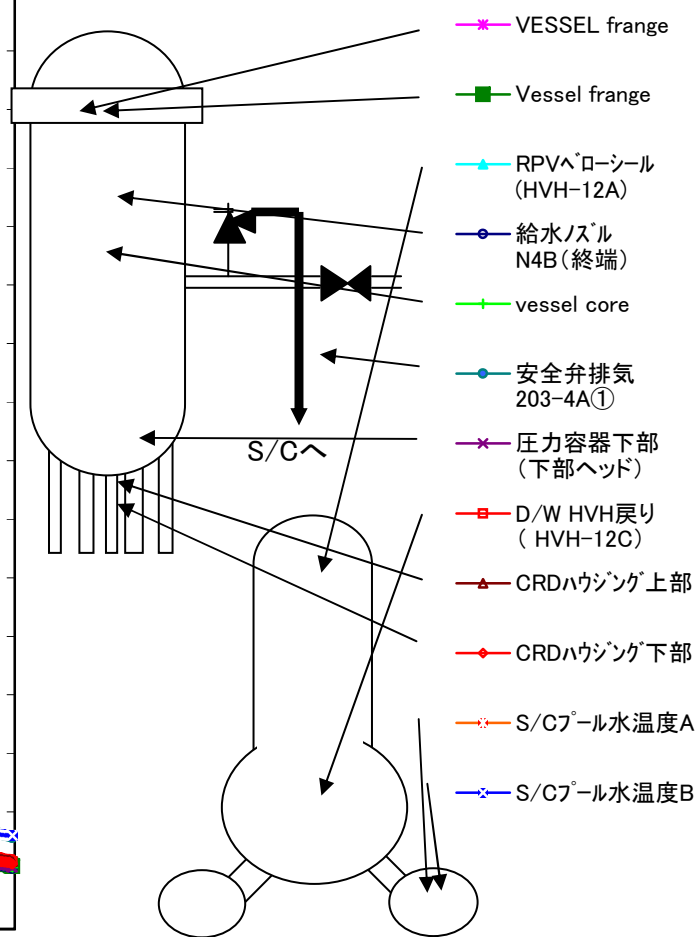 VESSEL frange
Vessel frange
RPVベローシール
(HVH-12A)
給水ノズル
N4B(終端)
vessel core
安全弁排気
203-4A①
圧力容器下部
(下部ヘッド)
D/W HVH戻り
( HVH-12C)
CRDハウジング上部
CRDハウジング下部
S/Cプール水温度A
S/Cプール水温度B
S/Cへ